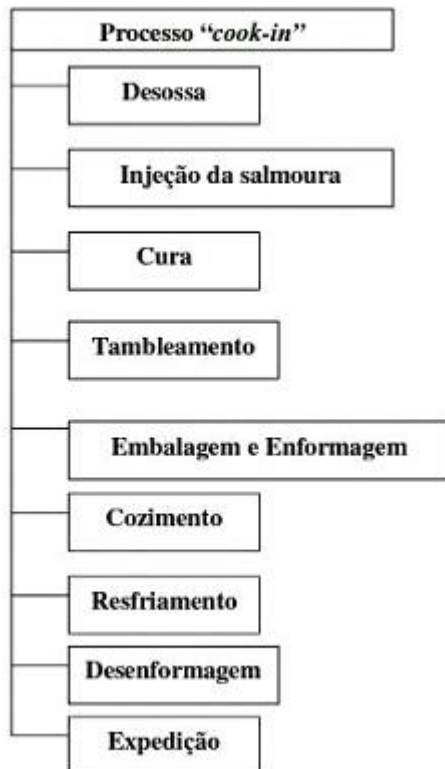 Processo “cook-in”
Desossa
Injeção da salmoura
Cura
Tambleamento
Embalagem e Enformagem
Cozimento
Resfriamento
Desenformagem
Expedição